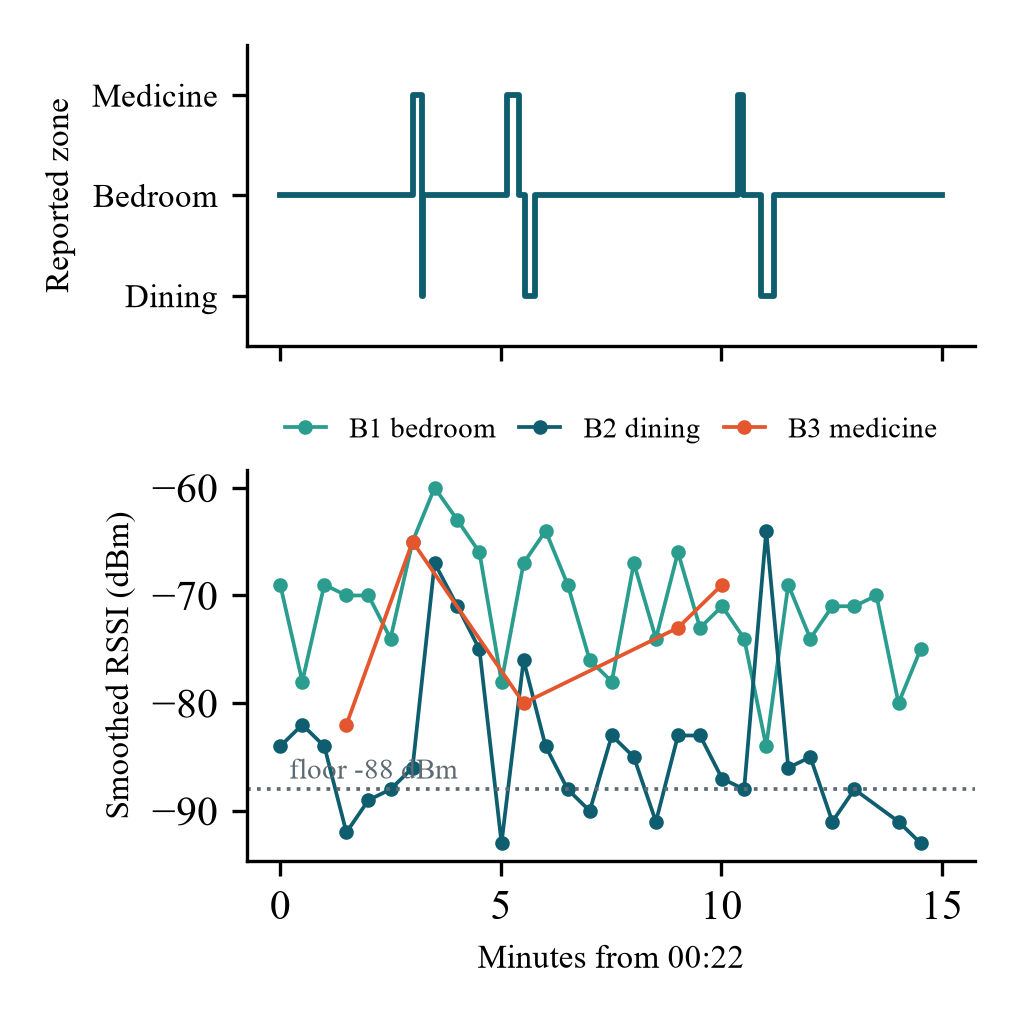 Reported zone
Medicine
Bedroom
Dining
B1 bedroom B2 dining B3 medicine
Smoothed RSSI (dBm)
−60
−70
−80
−90
floor -88 dBm
0 5 10 15
Minutes from 00:22